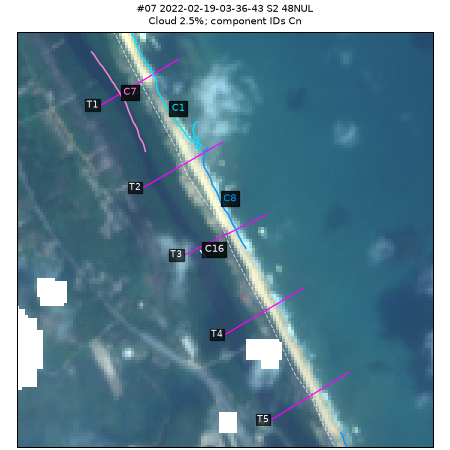 #07 2022-02-19-03-36-43 S2 48NUL
Cloud 2.5%; component IDs Cn
C7
T1
C1
T2
C8
C16
T3
T4
T5